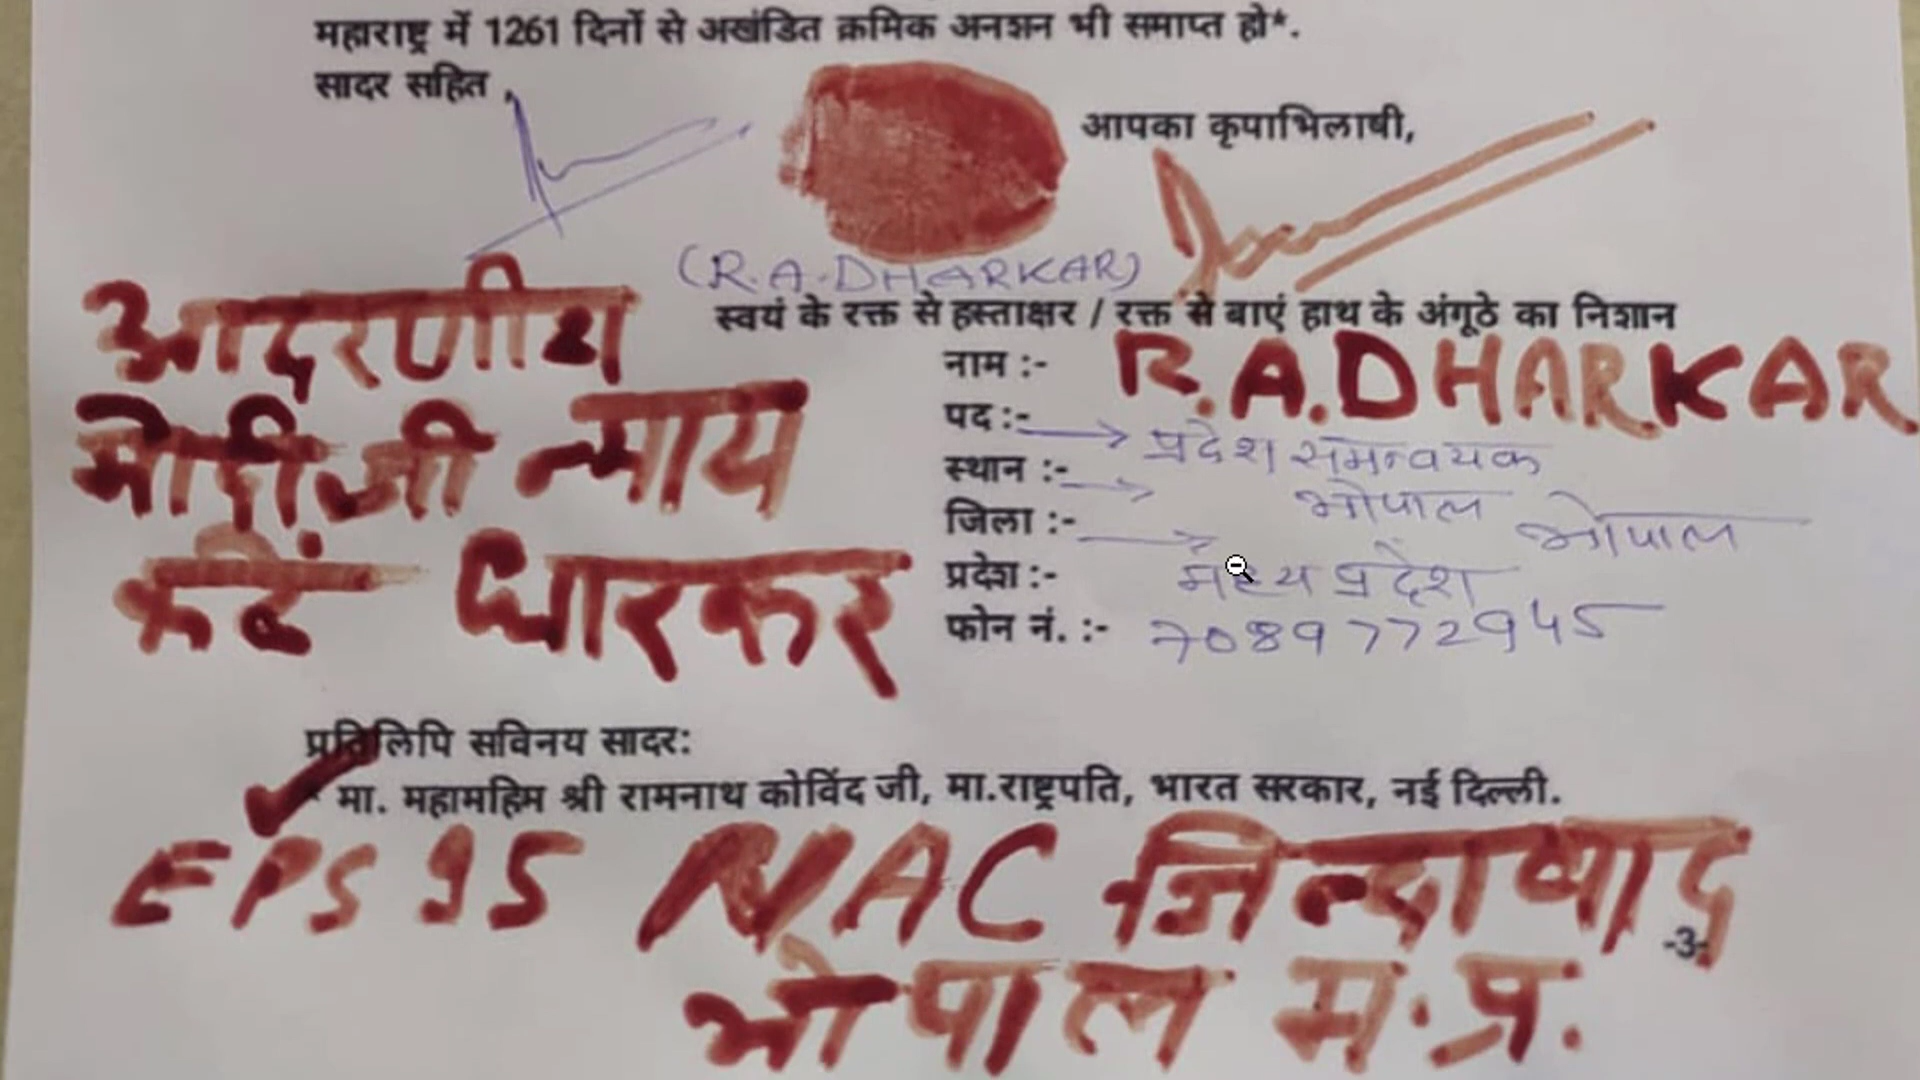 महाराष्ट्र में 1261 दिनों से अखंडित क्रमिक अनशन भी समाप्त हो*.
सादर सहित,
आपका कृपाभिलाषी,
(R.A.DHARKAR)
स्वयं के रक्त से हस्ताक्षर / रक्त से बाएं हाथ के अंगूठे का निशान
नाम :- R.A.DHARKAR
पद :- प्रदेश समन्वयक
स्थान :- भोपाल
जिला :- भोपाल
प्रदेश :- मध्य प्रदेश
फोन नं. :- 7089772945
आदरणीय
मोदी जी न्याय
करें धारकर
प्रतिलिपि सविनय सादर:
* मा. महामहिम श्री रामनाथ कोविंद जी, मा.राष्ट्रपति, भारत सरकार, नई दिल्ली.
EPS 95 NAC जिन्दाबाद
-3-
भोपाल म.प्र.